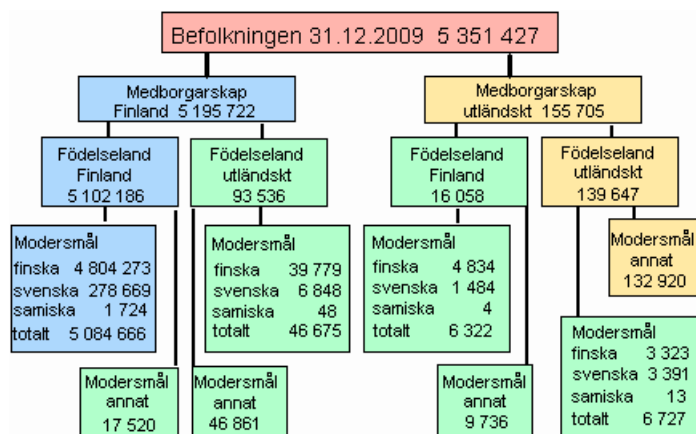 Befolkningen 31.12.2009 5 351 427
Medborgarskap
Finland 5 195 722
Medborgarskap
utländskt 155 705
Födelseland
Finland
5 102 186
Födelseland
utländskt
93 536
Födelseland
Finland
16 058
Födelseland
utländskt
139 647
Modersmål
finska 4 804 273
svenska 278 669
samiska 1 724
totalt 5 084 666
Modersmål
annat
17 520
Modersmål
finska 39 779
svenska 6 848
samiska 48
totalt 46 675
Modersmål
annat
46 861
Modersmål
finska 4 834
svenska 1 484
samiska 4
totalt 6 322
Modersmål
annat
9 736
Modersmål
finska 3 323
svenska 3 391
samiska 13
totalt 6 727
Modersmål
annat
132 920